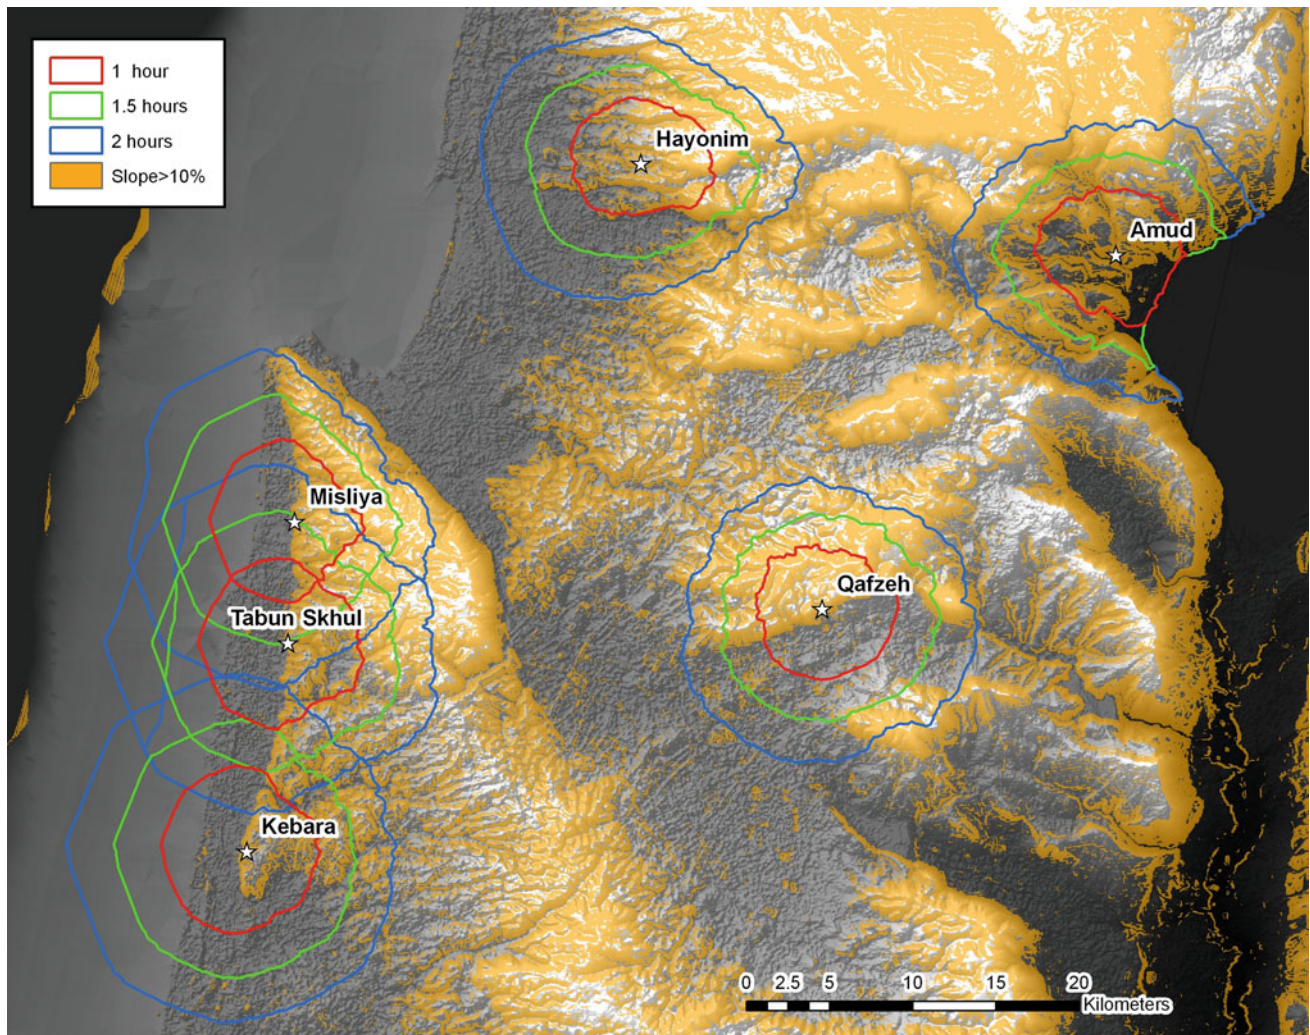 1 hour
1.5 hours
2 hours
Slope>10%
Hayonim
Amud
Misliya
Qafzeh
Tabun Skhul
Kebara
0 2.5 5 10 15 20
Kilometers